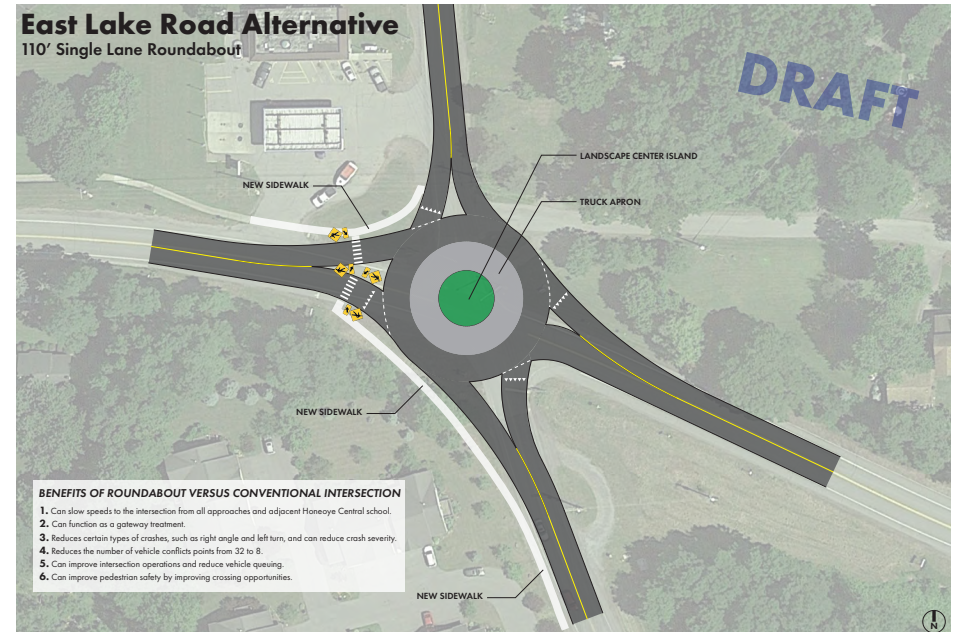 East Lake Road Alternative
110' Single Lane Roundabout
DRAFT
LANDSCAPE CENTER ISLAND
NEW SIDEWALK
TRUCK APRON
NEW SIDEWALK
BENEFITS OF ROUNDABOUT VERSUS CONVENTIONAL INTERSECTION
1. Can slow speeds to the intersection from all approaches and adjacent Honeoye Central school.
2. Can function as a gateway treatment.
3. Reduces certain types of crashes, such as right angle and left turn, and can reduce crash severity.
4. Reduces the number of vehicle conflicts points from 32 to 8.
5. Can improve intersection operations and reduce vehicle queuing.
6. Can improve pedestrian safety by improving crossing opportunities.
NEW SIDEWALK
N